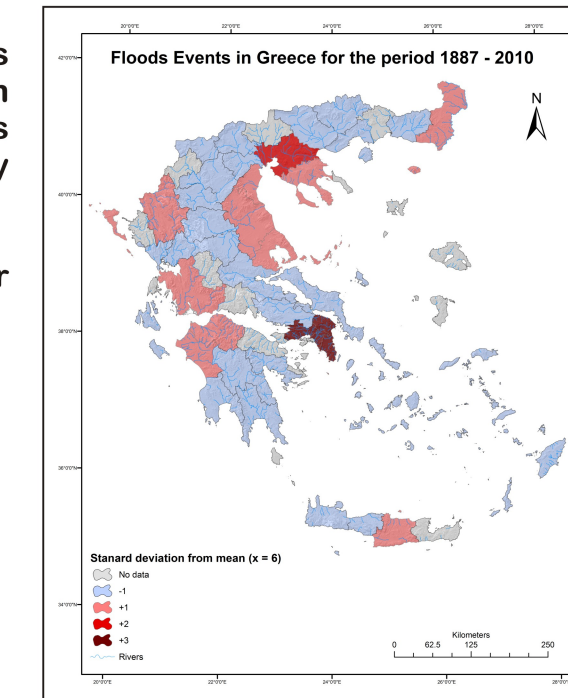 s
n
s
y
r
20°0'0"E 22°0'0"E 24°0'0"E 26°0'0"E 28°0'0"E
Floods Events in Greece for the period 1887 - 2010
42°0'0"N
N
40°0'0"N
38°0'0"N
36°0'0"N
34°0'0"N
Stanard deviation from mean (x = 6)
No data
-1
+1
+2
+3
Rivers
Kilometers
0 62.5 125 250
20°0'0"E 22°0'0"E 24°0'0"E 26°0'0"E 28°0'0"E